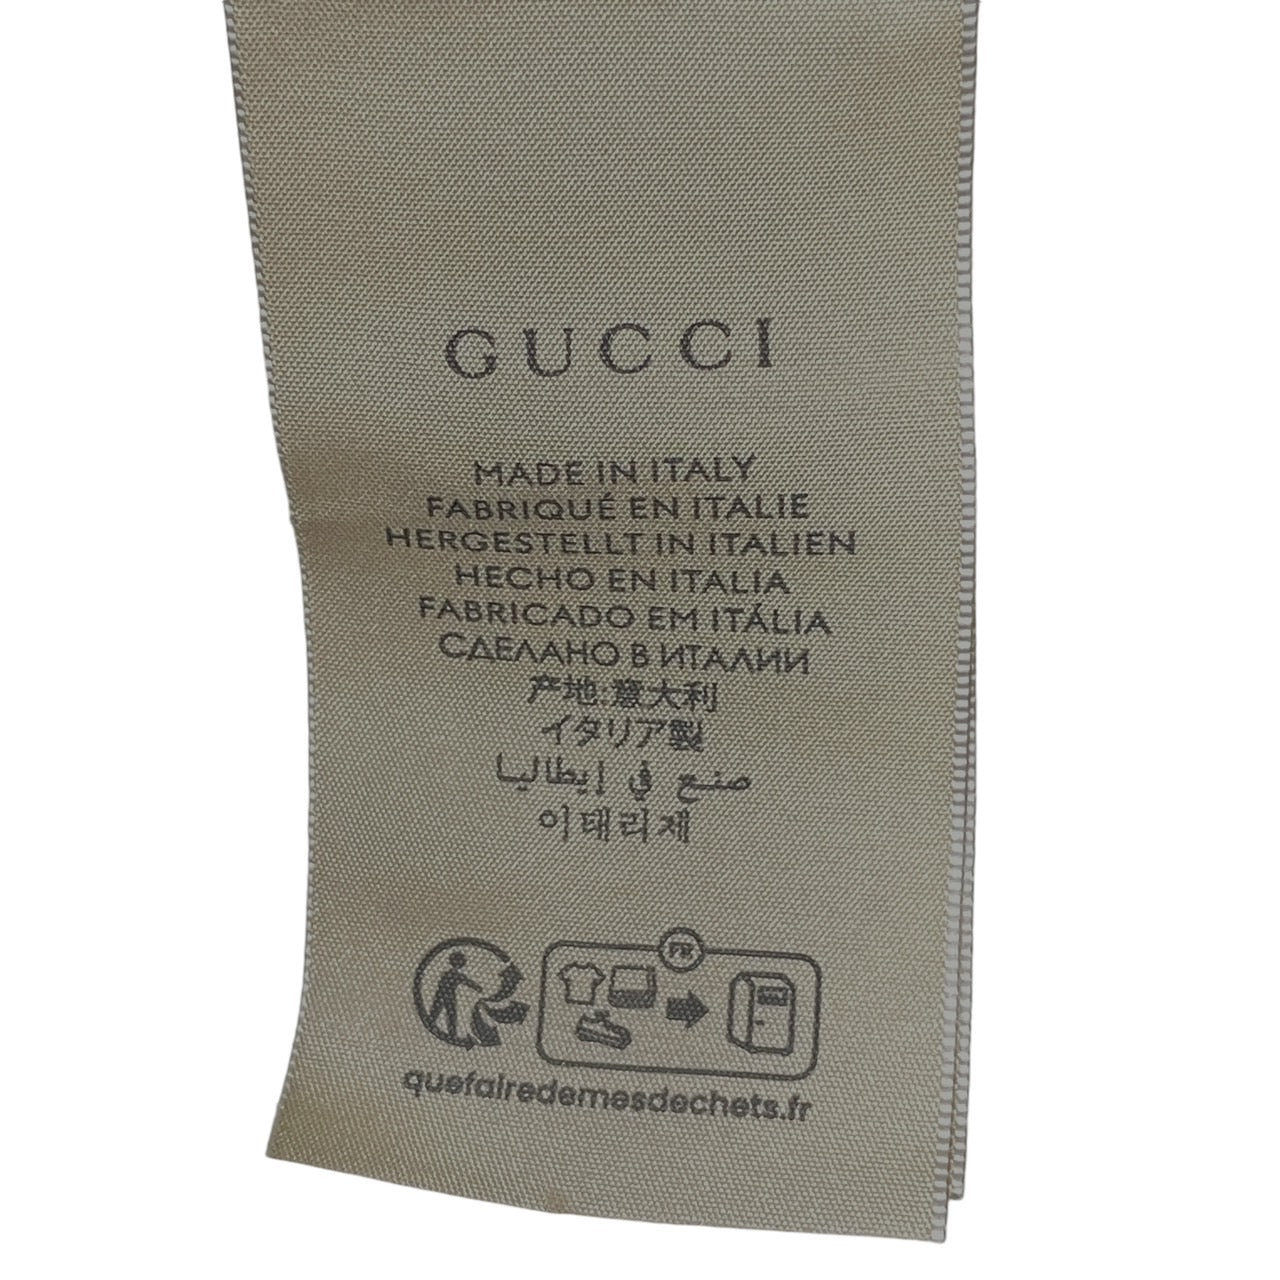 GUCCI
MADE IN ITALY
FABRIQUÉ EN ITALIE
HERGESTELLT IN ITALIEN
HECHO EN ITALIA
FABRICADO EM ITÁLIA
СДЕЛАНО В ИТАЛИИ
产地:意大利
イタリア製
صنع في إيطاليا
이태리제
FR
quefairedemesdechets.fr